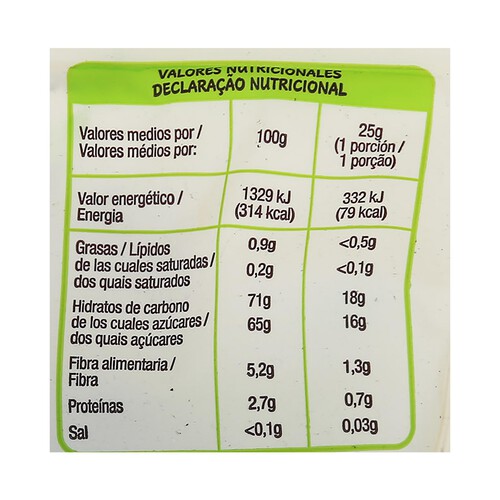 VALORES NUTRICIONALES
DECLARAÇÃO NUTRICIONAL
Valores medios por / 100g 25g
Valores médios por: (1 porción /
1 porção)
Valor energético / 1329 kJ 332 kJ
Energia (314 kcal) (79 kcal)
Grasas / Lípidos 0,9g <0,5g
de las cuales saturadas / 0,2g <0,1g
dos quais saturados
Hidratos de carbono 71g 18g
de los cuales azúcares / 65g 16g
dos quais açúcares
Fibra alimentaria / 5,2g 1,3g
Fibra
Proteínas 2,7g 0,7g
Sal <0,1g 0,03g